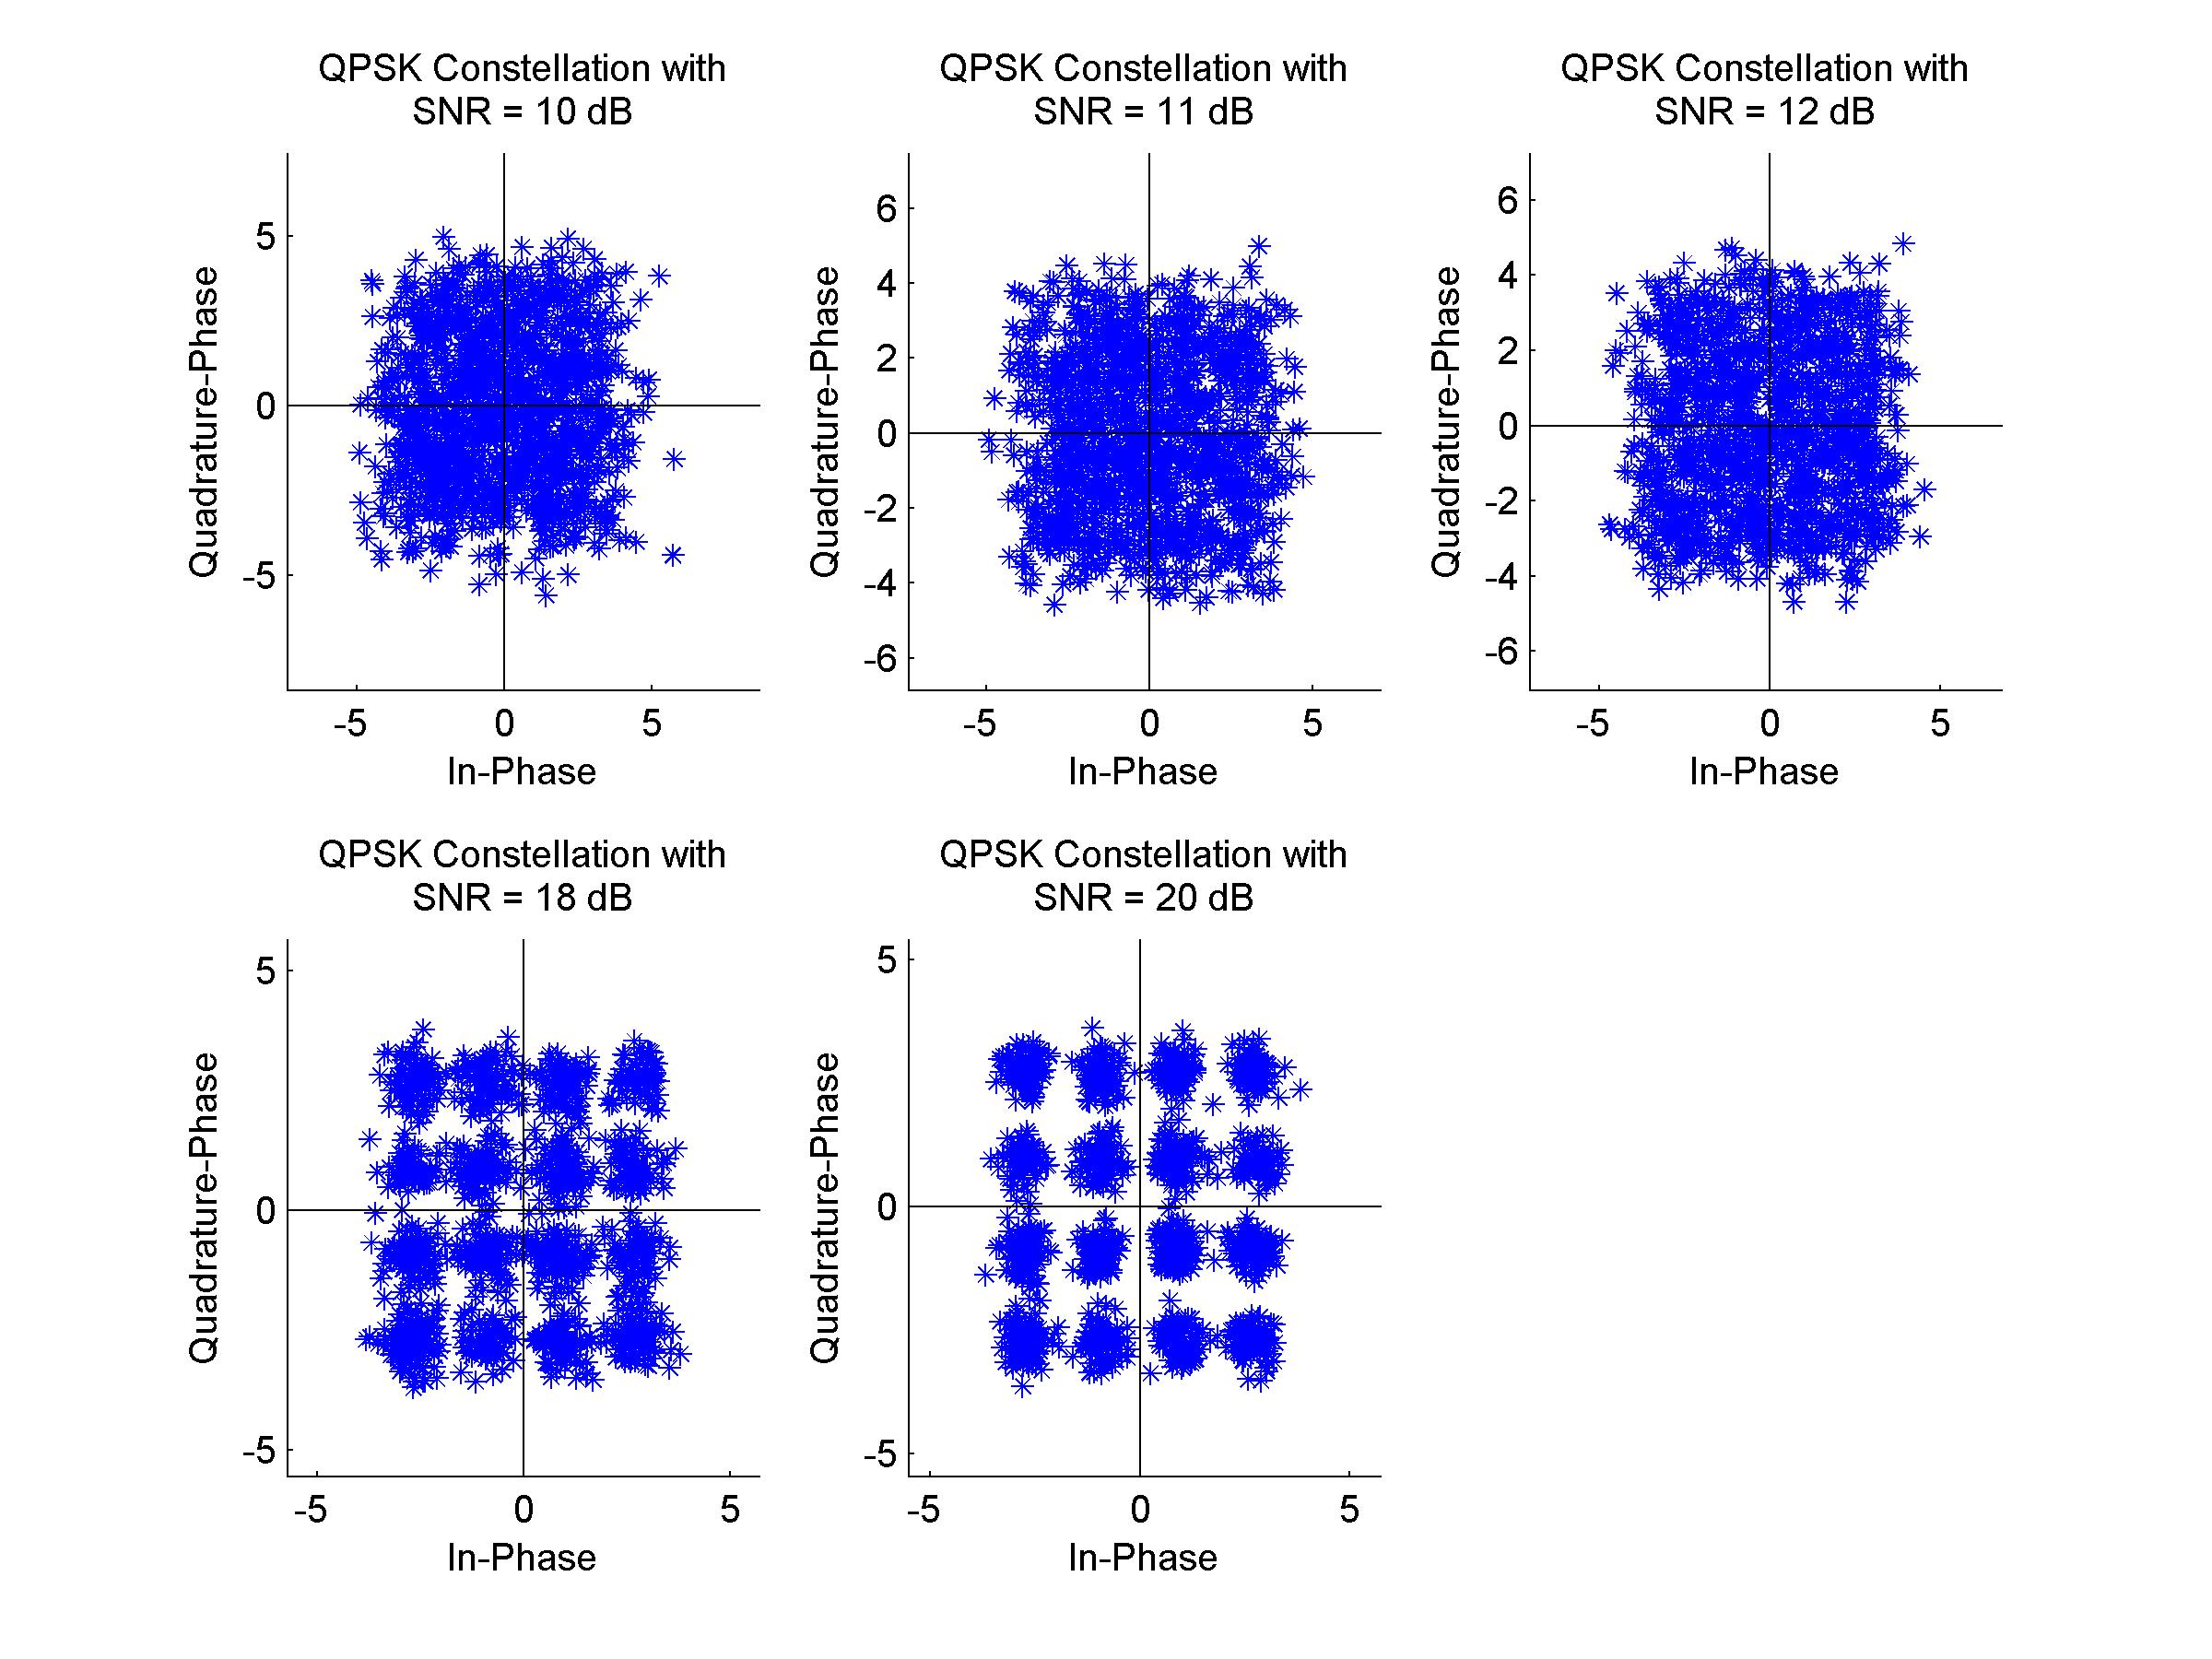 QPSK Constellation with
SNR = 10 dB
5
0
-5
Quadrature-Phase
-5 0 5
In-Phase
QPSK Constellation with
SNR = 11 dB
6
4
2
0
-2
-4
-6
Quadrature-Phase
-5 0 5
In-Phase
QPSK Constellation with
SNR = 12 dB
6
4
2
0
-2
-4
-6
Quadrature-Phase
-5 0 5
In-Phase
QPSK Constellation with
SNR = 18 dB
5
0
-5
Quadrature-Phase
-5 0 5
In-Phase
QPSK Constellation with
SNR = 20 dB
5
0
-5
Quadrature-Phase
-5 0 5
In-Phase